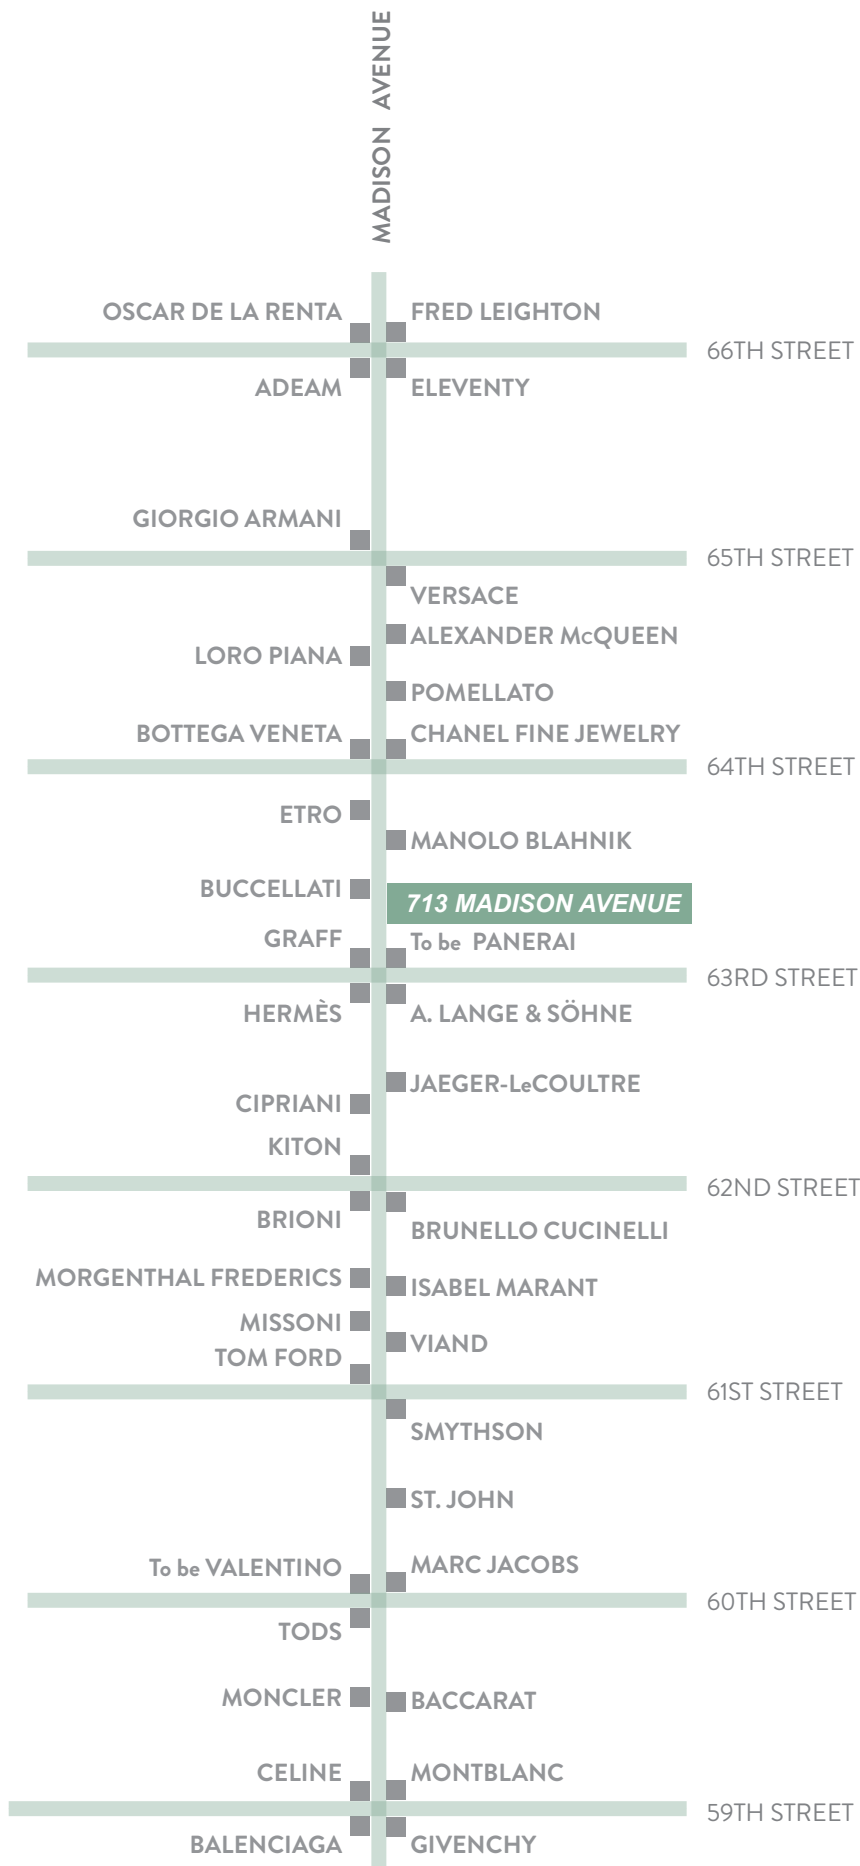 MADISON AVENUE
OSCAR DE LA RENTA
FRED LEIGHTON
66TH STREET
ADEAM
ELEVENTY
GIORGIO ARMANI
65TH STREET
VERSACE
ALEXANDER McQUEEN
LORO PIANA
POMELLATO
BOTTEGA VENETA
CHANEL FINE JEWELRY
64TH STREET
ETRO
MANOLO BLAHNIK
BUCCELLATI
713 MADISON AVENUE
GRAFF
To be PANERAI
63RD STREET
HERMÈS
A. LANGE & SÖHNE
JAEGER-LeCOULTRE
CIPRIANI
KITON
62ND STREET
BRIONI
BRUNELLO CUCINELLI
MORGENTHAL FREDERICS
ISABEL MARANT
MISSONI
VIAND
TOM FORD
61ST STREET
SMYTHSON
ST. JOHN
To be VALENTINO
MARC JACOBS
60TH STREET
TODS
MONCLER
BACCARAT
CELINE
MONTBLANC
59TH STREET
BALENCIAGA
GIVENCHY